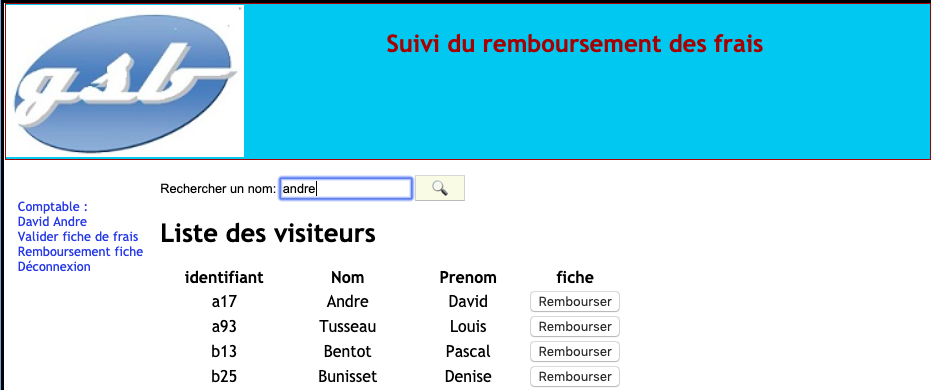 gsb
Suivi du remboursement des frais
Rechercher un nom: andre
Comptable :
David Andre
Valider fiche de frais
Remboursement fiche
Déconnexion
Liste des visiteurs
identifiant Nom Prenom fiche
a17 Andre David Rembourser
a93 Tusseau Louis Rembourser
b13 Bentot Pascal Rembourser
b25 Bunisset Denise Rembourser